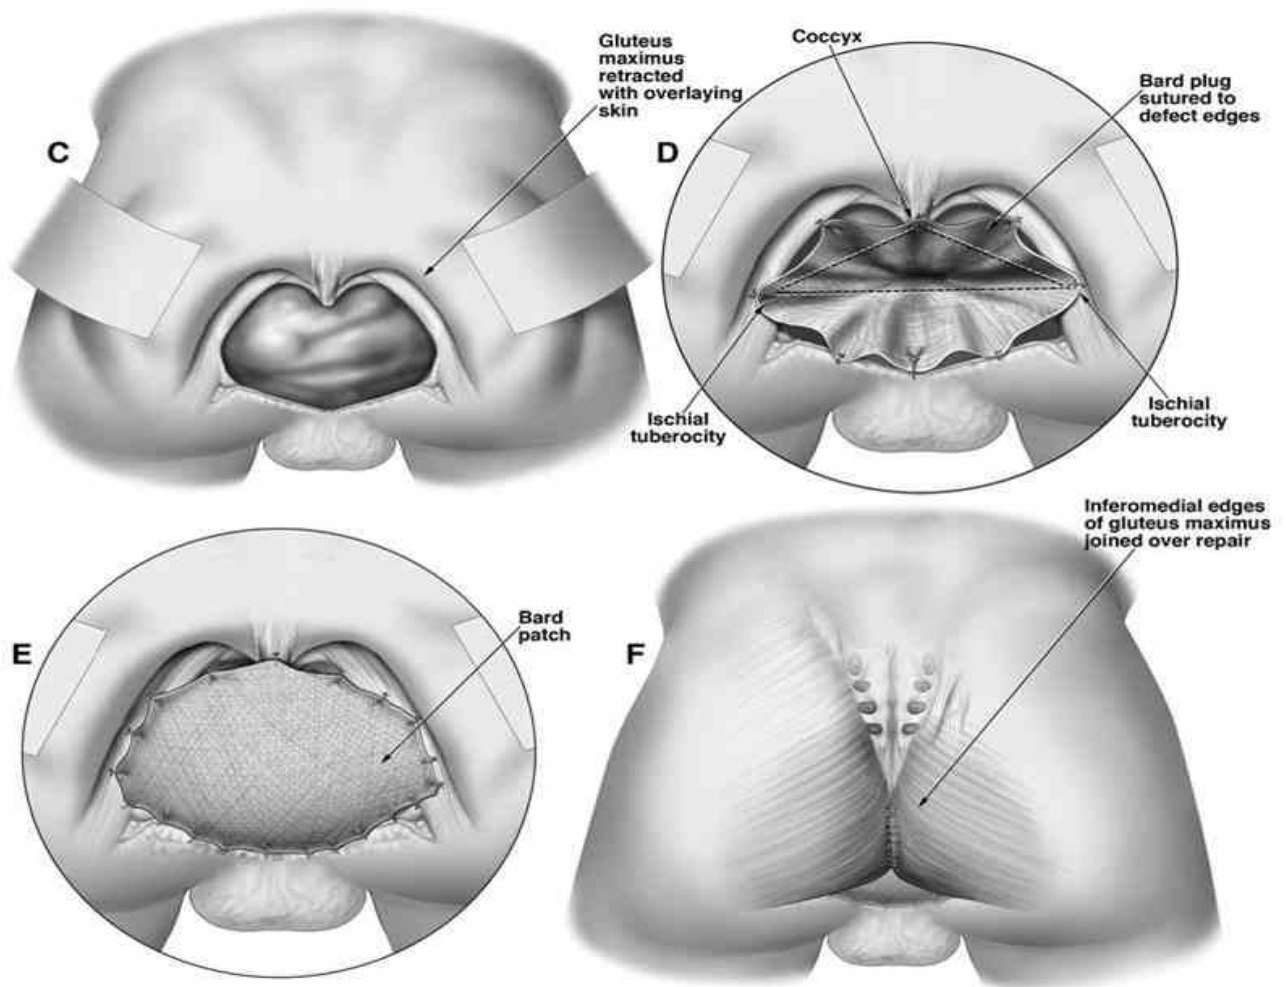 C
Gluteus
maximus
retracted
with overlaying
skin
D
Coccyx
Bard plug
sutured to
defect edges
Ischial
tuberocity
Ischial
tuberocity
E
Bard
patch
F
Inferomedial edges
of gluteus maximus
joined over repair